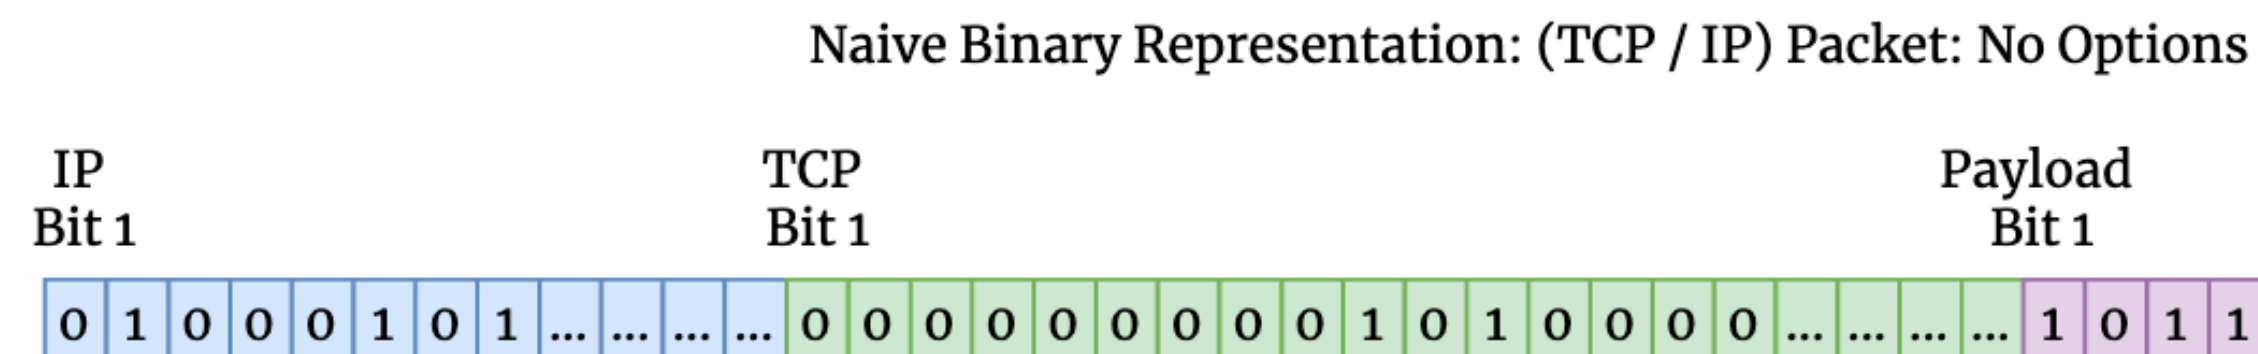 Naive Binary Representation: (TCP / IP) Packet: No Options
IP TCP Payload
Bit 1 Bit 1 Bit 1
0 1 0 0 0 1 0 1 ... ... ... ... 0 0 0 0 0 0 0 0 0 1 0 1 0 0 0 0 ... ... ... ... 1 0 1 1